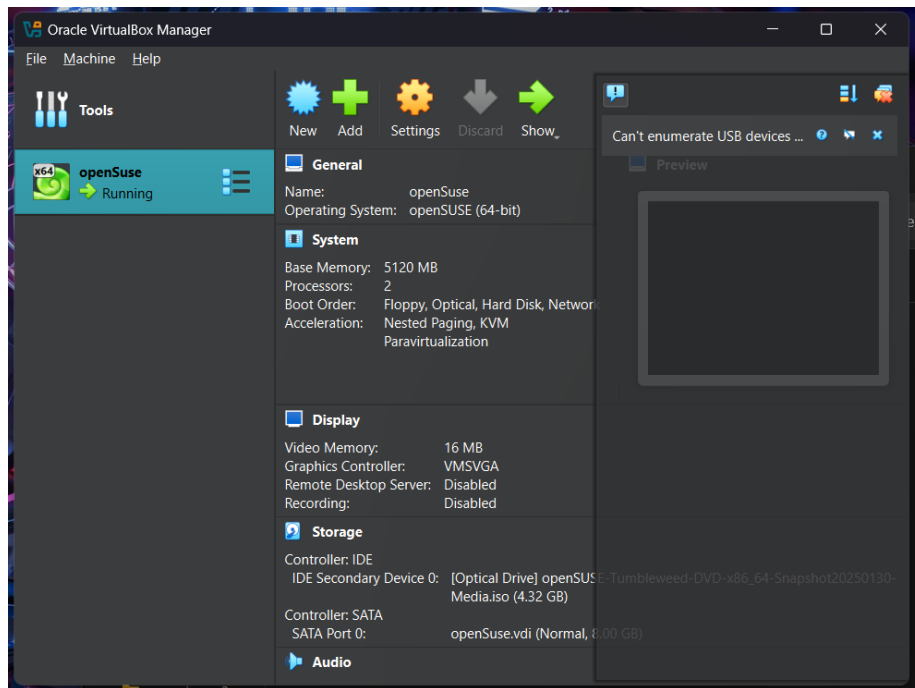 Oracle VirtualBox Manager
File Machine Help
Tools
New Add Settings Discard Show
Can't enumerate USB devices ...
x64
openSuse
Running
General
Preview
Name: openSuse
Operating System: openSUSE (64-bit)
System
Base Memory: 5120 MB
Processors: 2
Boot Order: Floppy, Optical, Hard Disk, Network
Acceleration: Nested Paging, KVM
Paravirtualization
Display
Video Memory: 16 MB
Graphics Controller: VMSVGA
Remote Desktop Server: Disabled
Recording: Disabled
Storage
Controller: IDE
IDE Secondary Device 0: [Optical Drive] openSUSE-Tumbleweed-DVD-x86_64-Snapshot20250130-
Media.iso (4.32 GB)
Controller: SATA
SATA Port 0: openSuse.vdi (Normal, 8.00 GB)
Audio